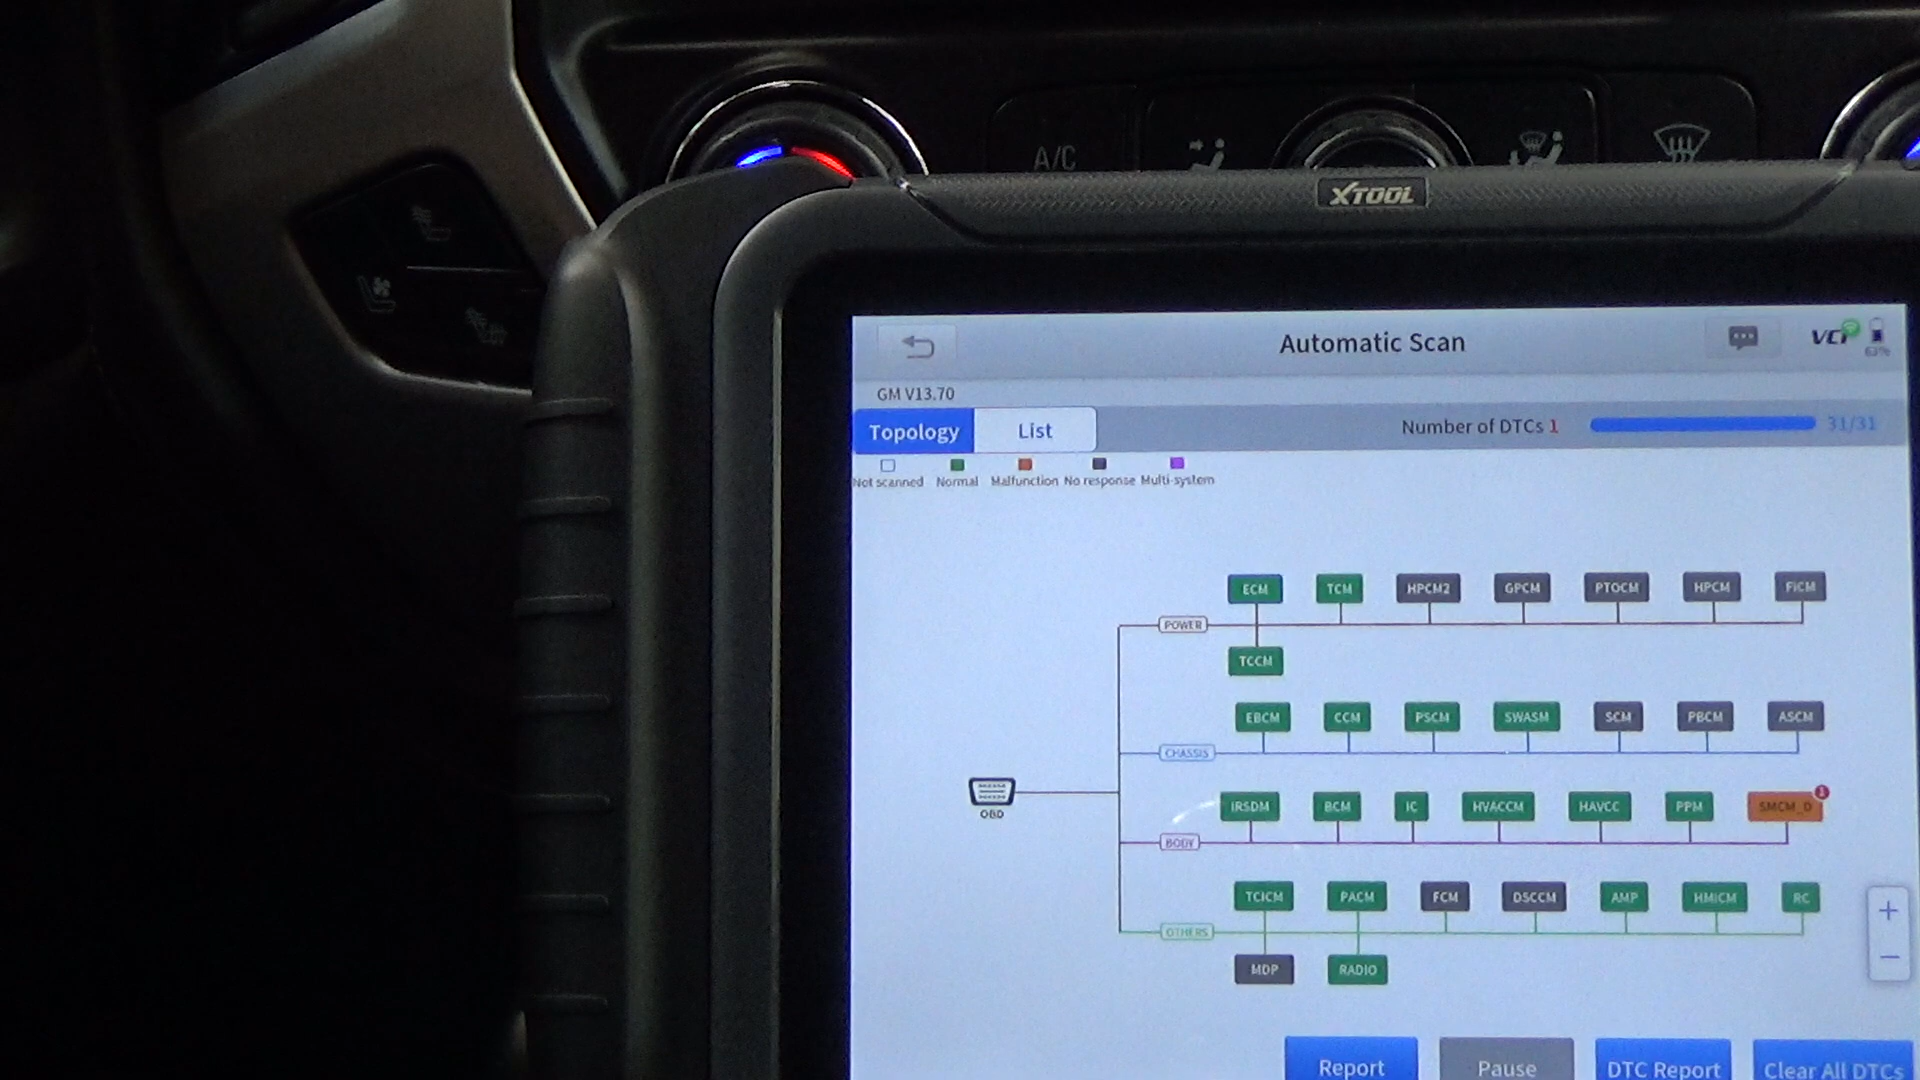 A/C
XTOOL
Automatic Scan
VCI
63%
GM V13.70
Topology List
Number of DTCs 1 31/31
Not scanned Normal Malfunction No response Multi-system
ECM TCM HPCM2 GPCM PTOCM HPCM FICM
POWER
TCCM
EBCM CCM PSCM SWASM SCM PBCM ASCM
CHASSIS
OBD
IRSDM BCM IC HVACCM HAVCC PPM SMCM_D 1
BODY
TCICM PACM FCM DSCCM AMP HMICM RC
OTHERS
MDP RADIO
+
−
Report Pause DTC Report Clear All DTCs